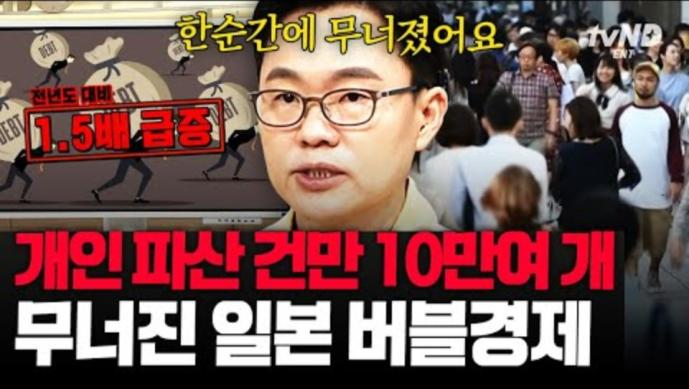 한순간에 무너졌어요
tvN D
ENT
전년도 대비
1.5배 급증
DEBT
DEBT
DEBT
DEBT
DEBT
개인 파산 건만 10만여 개
무너진 일본 버블경제